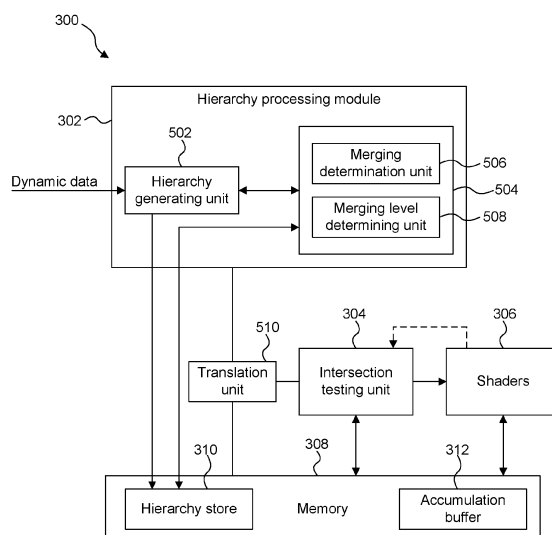 300
Hierarchy processing module
302
502
Merging
determination unit
506
Dynamic data
Hierarchy
generating unit
504
Merging level
determining unit
508
510
304
306
Translation
unit
Intersection
testing unit
Shaders
310
308
312
Hierarchy store
Memory
Accumulation
buffer